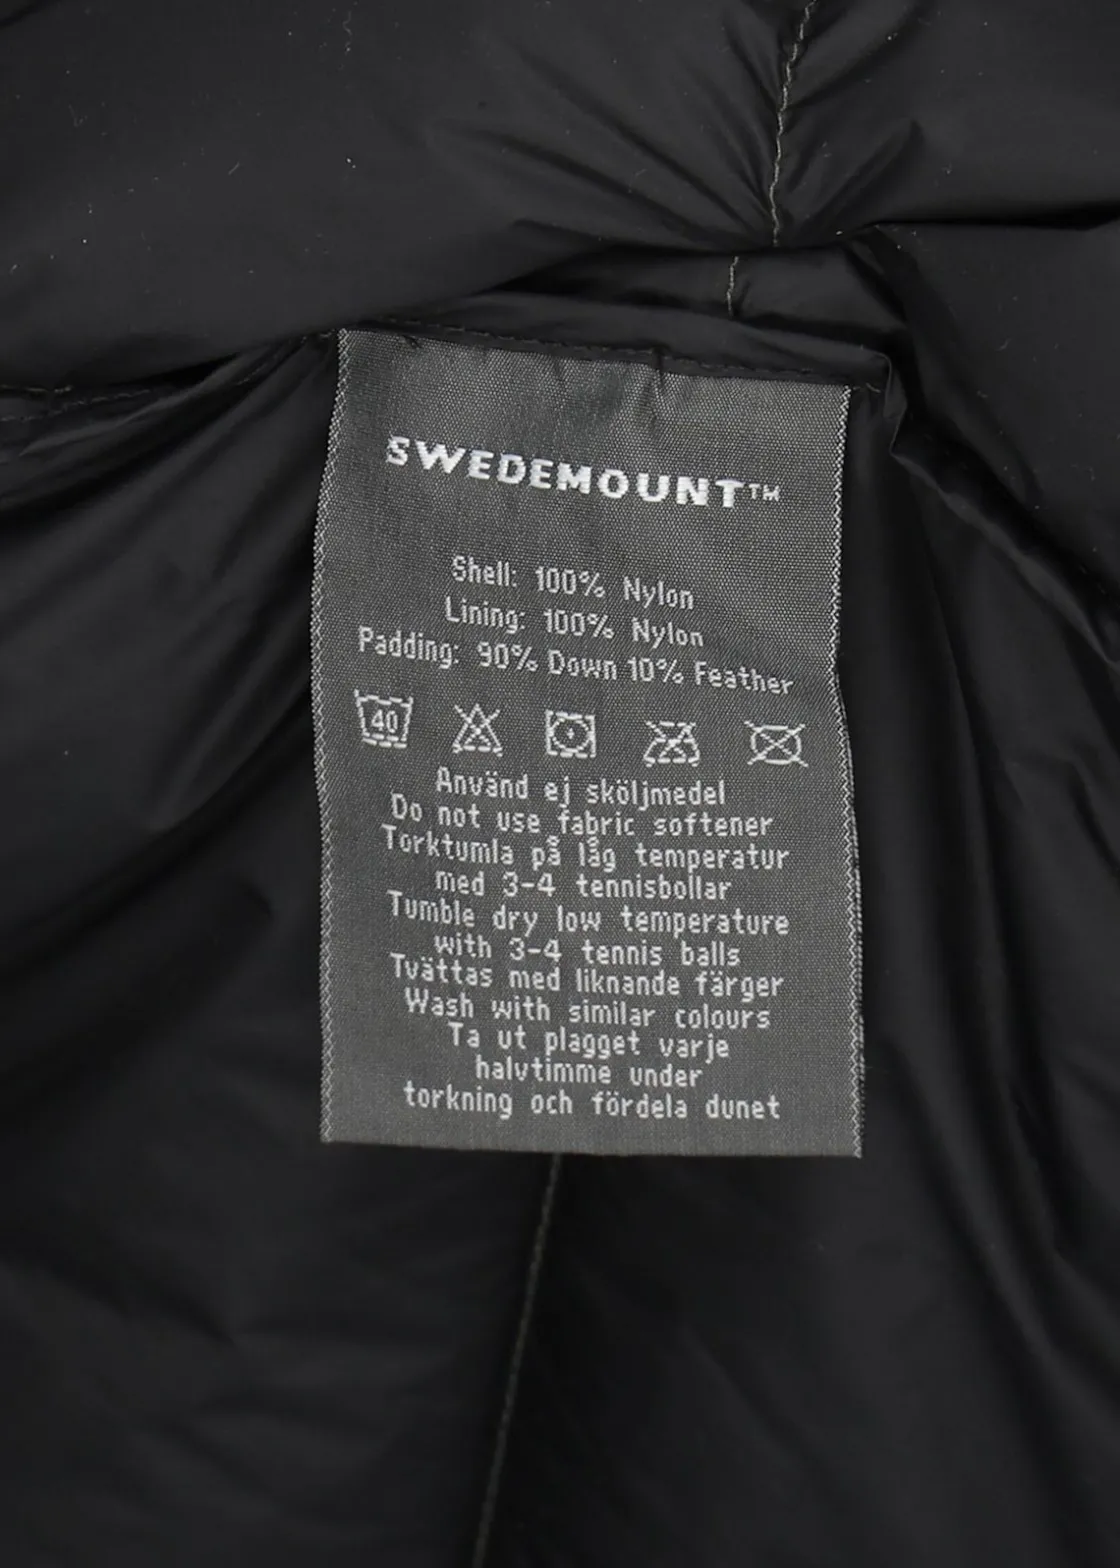 SWEDEMOUNT™
Shell: 100% Nylon
Lining: 100% Nylon
Padding: 90% Down 10% Feather
40
Använd ej sköljmedel
Do not use fabric softener
Torktumla på låg temperatur
med 3-4 tennisbollar
Tumble dry low temperature
with 3-4 tennis balls
Tvättas med liknande färger
Wash with similar colours
Ta ut plagget varje
halvtimme under
torkning och fördela dunet